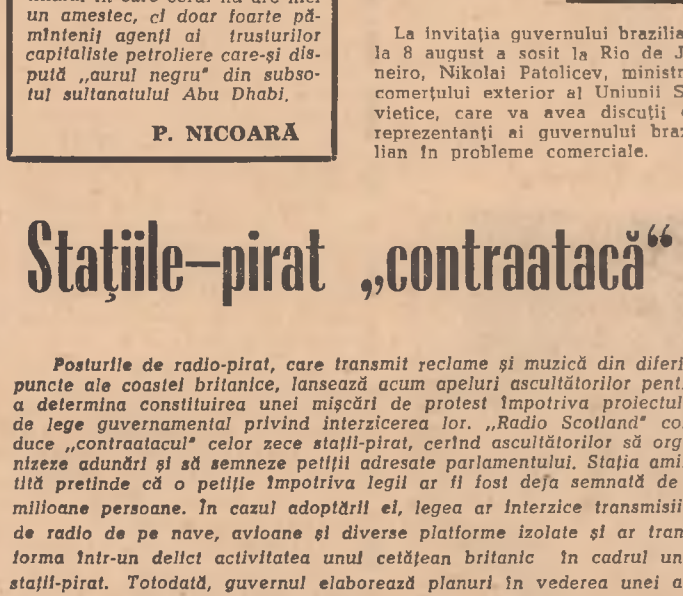 un amestec, ci doar foarte pă-
mînteniț agenți ai trusturilor
capitaliste petroliere care-și dis-
pută „aurul negru" din subso-
lul sultanatului Abu Dhabi.
P. NICOARĂ
La invitația guvernului brazilia
la 8 august a sosit la Rio de J
neiro, Nikolai Patolicev, ministr
comerțului exterior al Uniunii S
vietice, care va avea discuții
reprezentanți ai guvernului braz
lian în probleme comerciale.
Stațiile–pirat „contraatacă“
Posturile de radio-pirat, care transmit reclame și muzică din diferi
puncte ale coastei britanice, lansează acum apeluri ascultătorilor pent
a determina constituirea unei mișcări de protest împotriva proiectul
de lege guvernamental privind interzicerea lor. „Radio Scotland" co
duce „contraatacul" celor zece stații-pirat, cerînd ascultătorilor să org
nizeze adunări și să semneze petiții adresate parlamentului. Stația ami
tită pretinde că o petiție împotriva legii ar fi fost deja semnată de
milioane persoane. În cazul adoptării ei, legea ar interzice transmisii
de radio de pe nave, avioane și diverse platforme izolate și ar tran
forma într-un delict activitatea unui cetățean britanic în cadrul un
stații-pirat. Totodată, guvernul elaborează planuri în vederea unei a